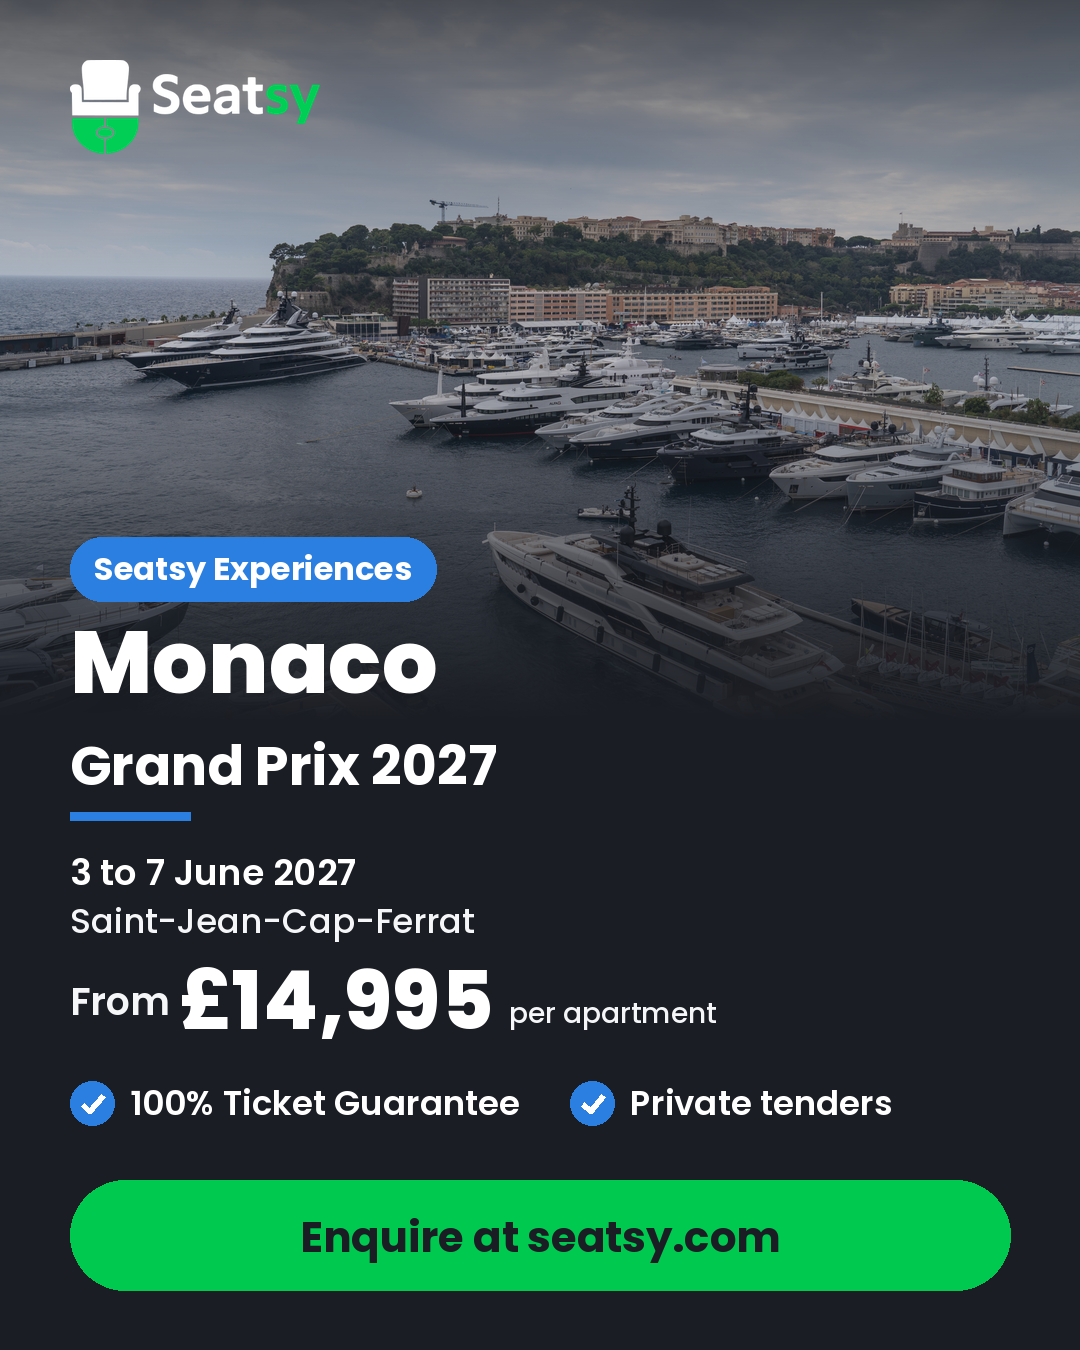 Seatsy
Seatsy Experiences
Monaco
Grand Prix 2027
3 to 7 June 2027
Saint-Jean-Cap-Ferrat
From £14,995 per apartment
100% Ticket Guarantee
Private tenders
Enquire at seatsy.com